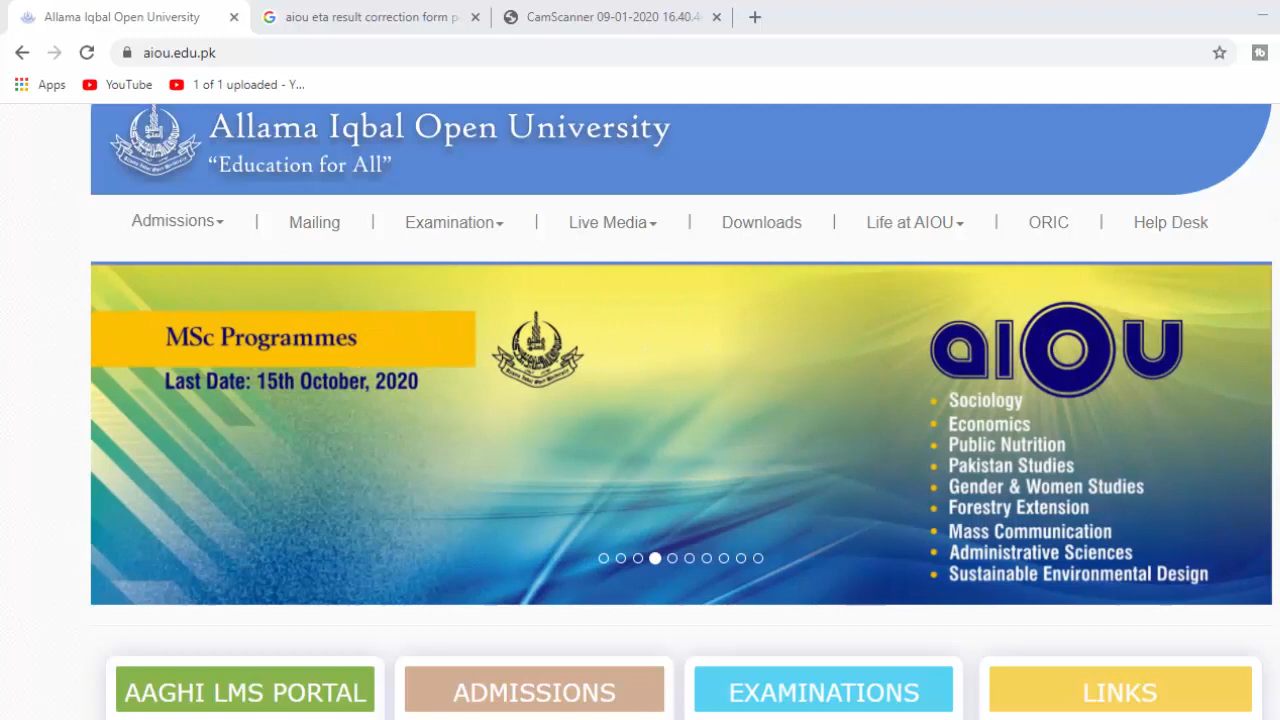 Allama Iqbal Open University
aiou eta result correction form p
CamScanner 09-01-2020 16.40.4
aiou.edu.pk
Apps
YouTube
1 of 1 uploaded - Y...
Allama Iqbal Open University
“Education for All”
Admissions
Mailing
Examination
Live Media
Downloads
Life at AIOU
ORIC
Help Desk
MSc Programmes
Last Date: 15th October, 2020
aiou
Sociology
Economics
Public Nutrition
Pakistan Studies
Gender & Women Studies
Forestry Extension
Mass Communication
Administrative Sciences
Sustainable Environmental Design
AAGHI LMS PORTAL
ADMISSIONS
EXAMINATIONS
LINKS